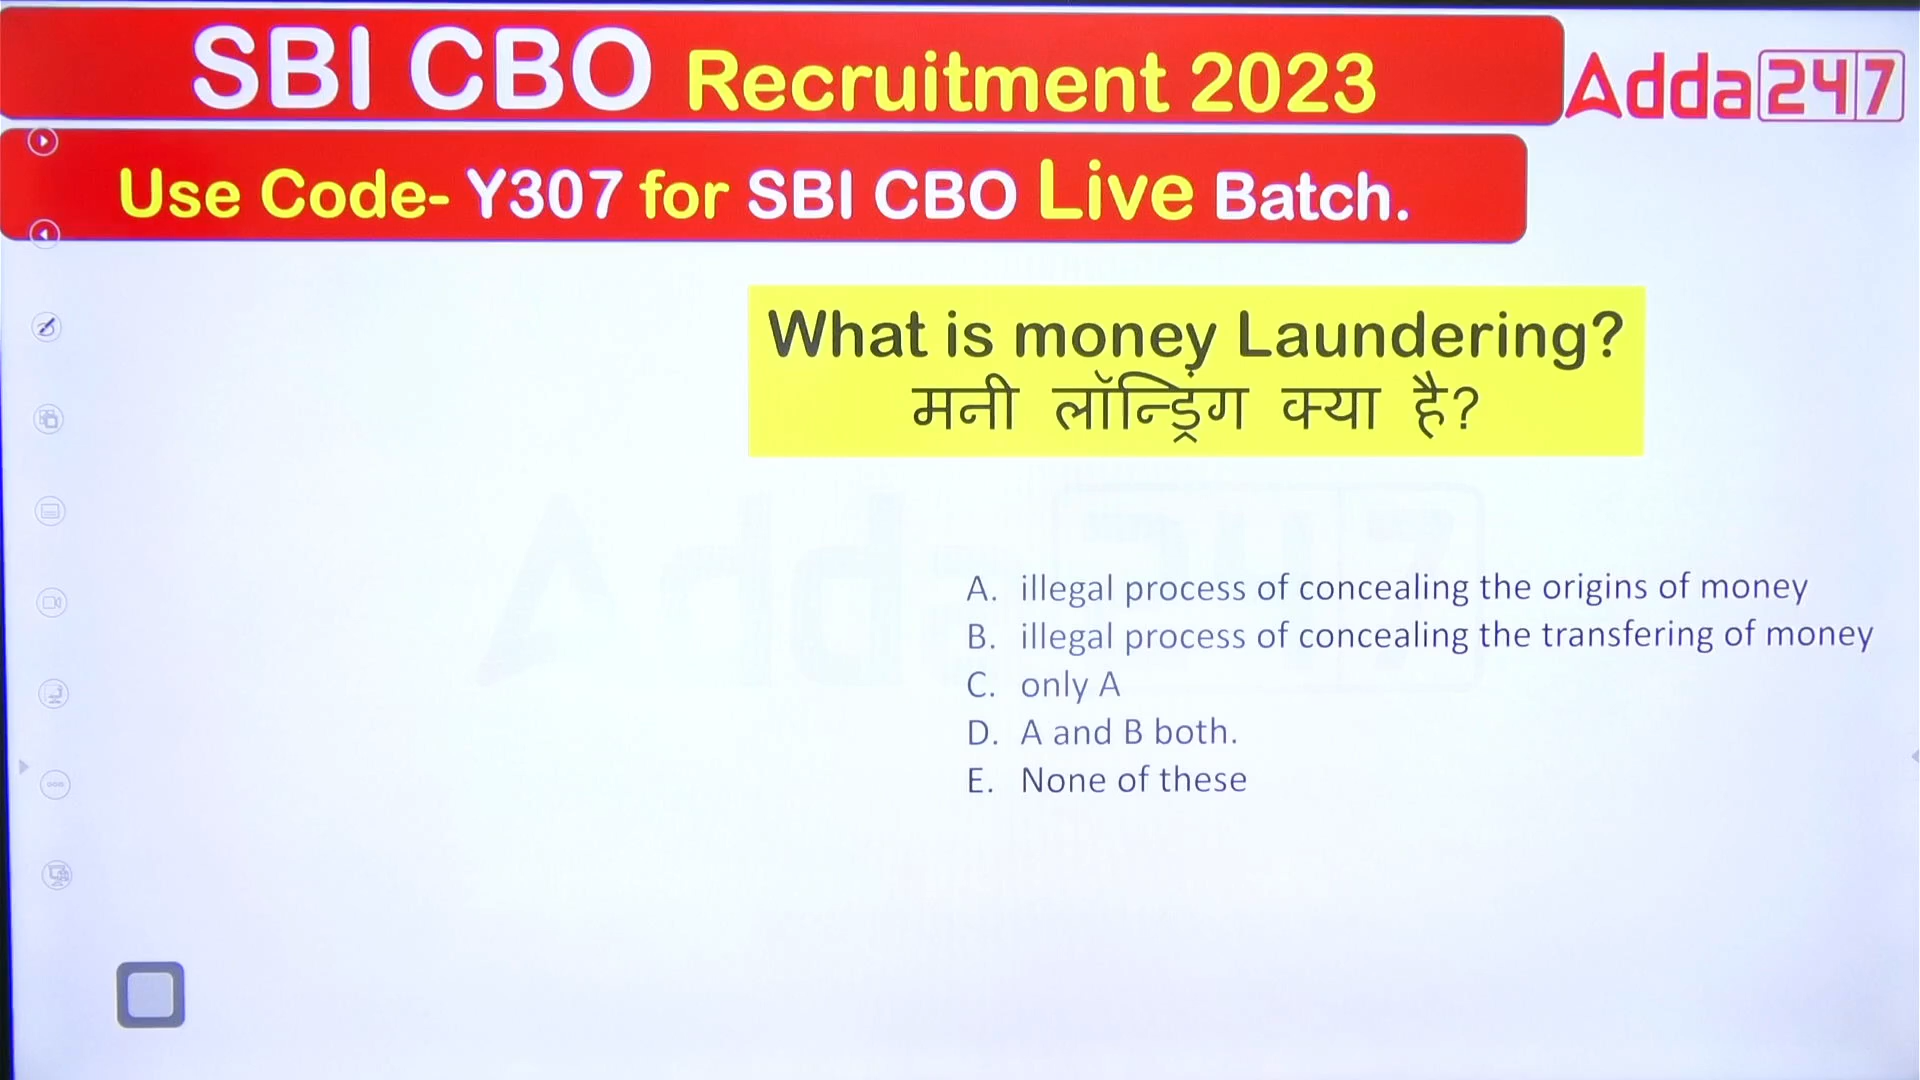 SBI CBO Recruitment 2023
Adda247
Use Code- Y307 for SBI CBO Live Batch.
What is money Laundering?
मनी लॉन्ड्रिंग क्या है?
A. illegal process of concealing the origins of money
B. illegal process of concealing the transfering of money
C. only A
D. A and B both.
E. None of these